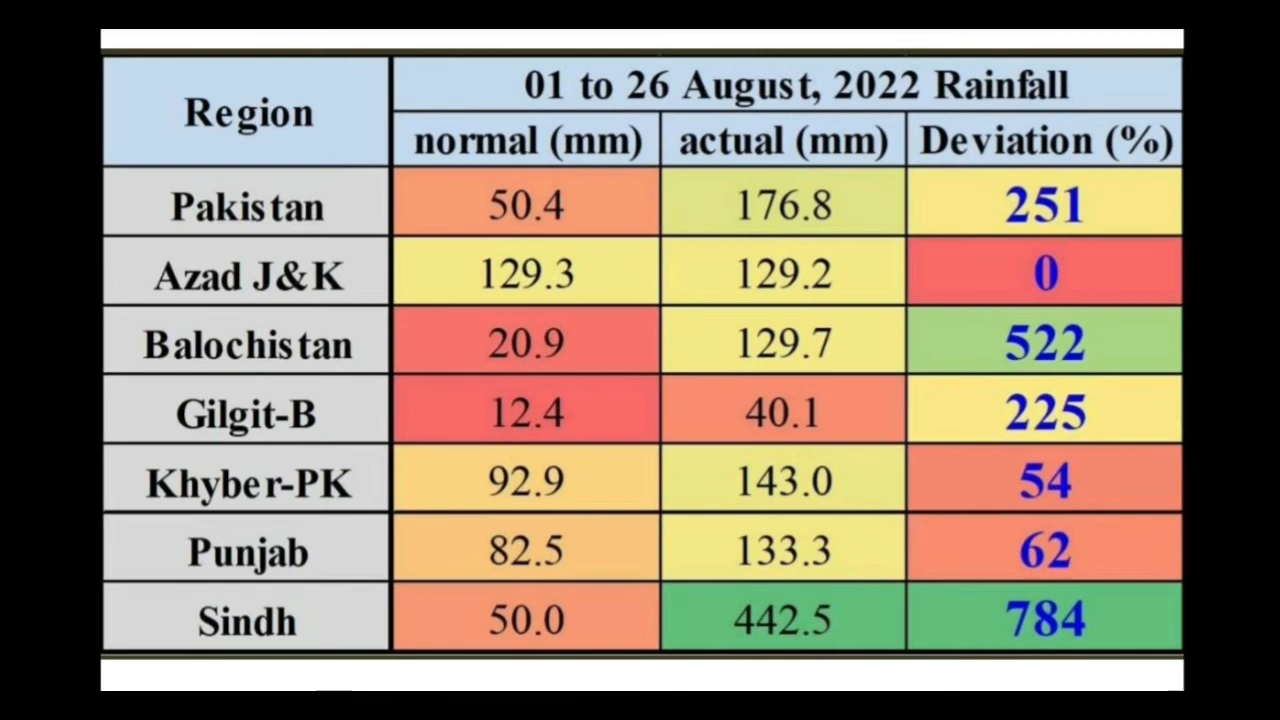 Region
01 to 26 August, 2022 Rainfall
normal (mm) actual (mm) Deviation (%)
Pakistan 50.4 176.8 251
Azad J&K 129.3 129.2 0
Balochistan 20.9 129.7 522
Gilgit-B 12.4 40.1 225
Khyber-PK 92.9 143.0 54
Punjab 82.5 133.3 62
Sindh 50.0 442.5 784